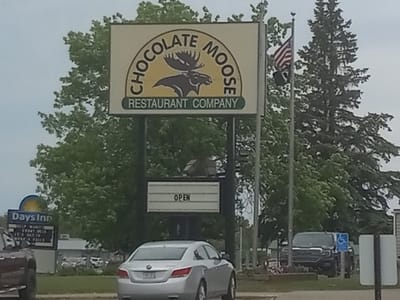 CHOCOLATE MOOSE
RESTAURANT COMPANY
OPEN
Days Inn